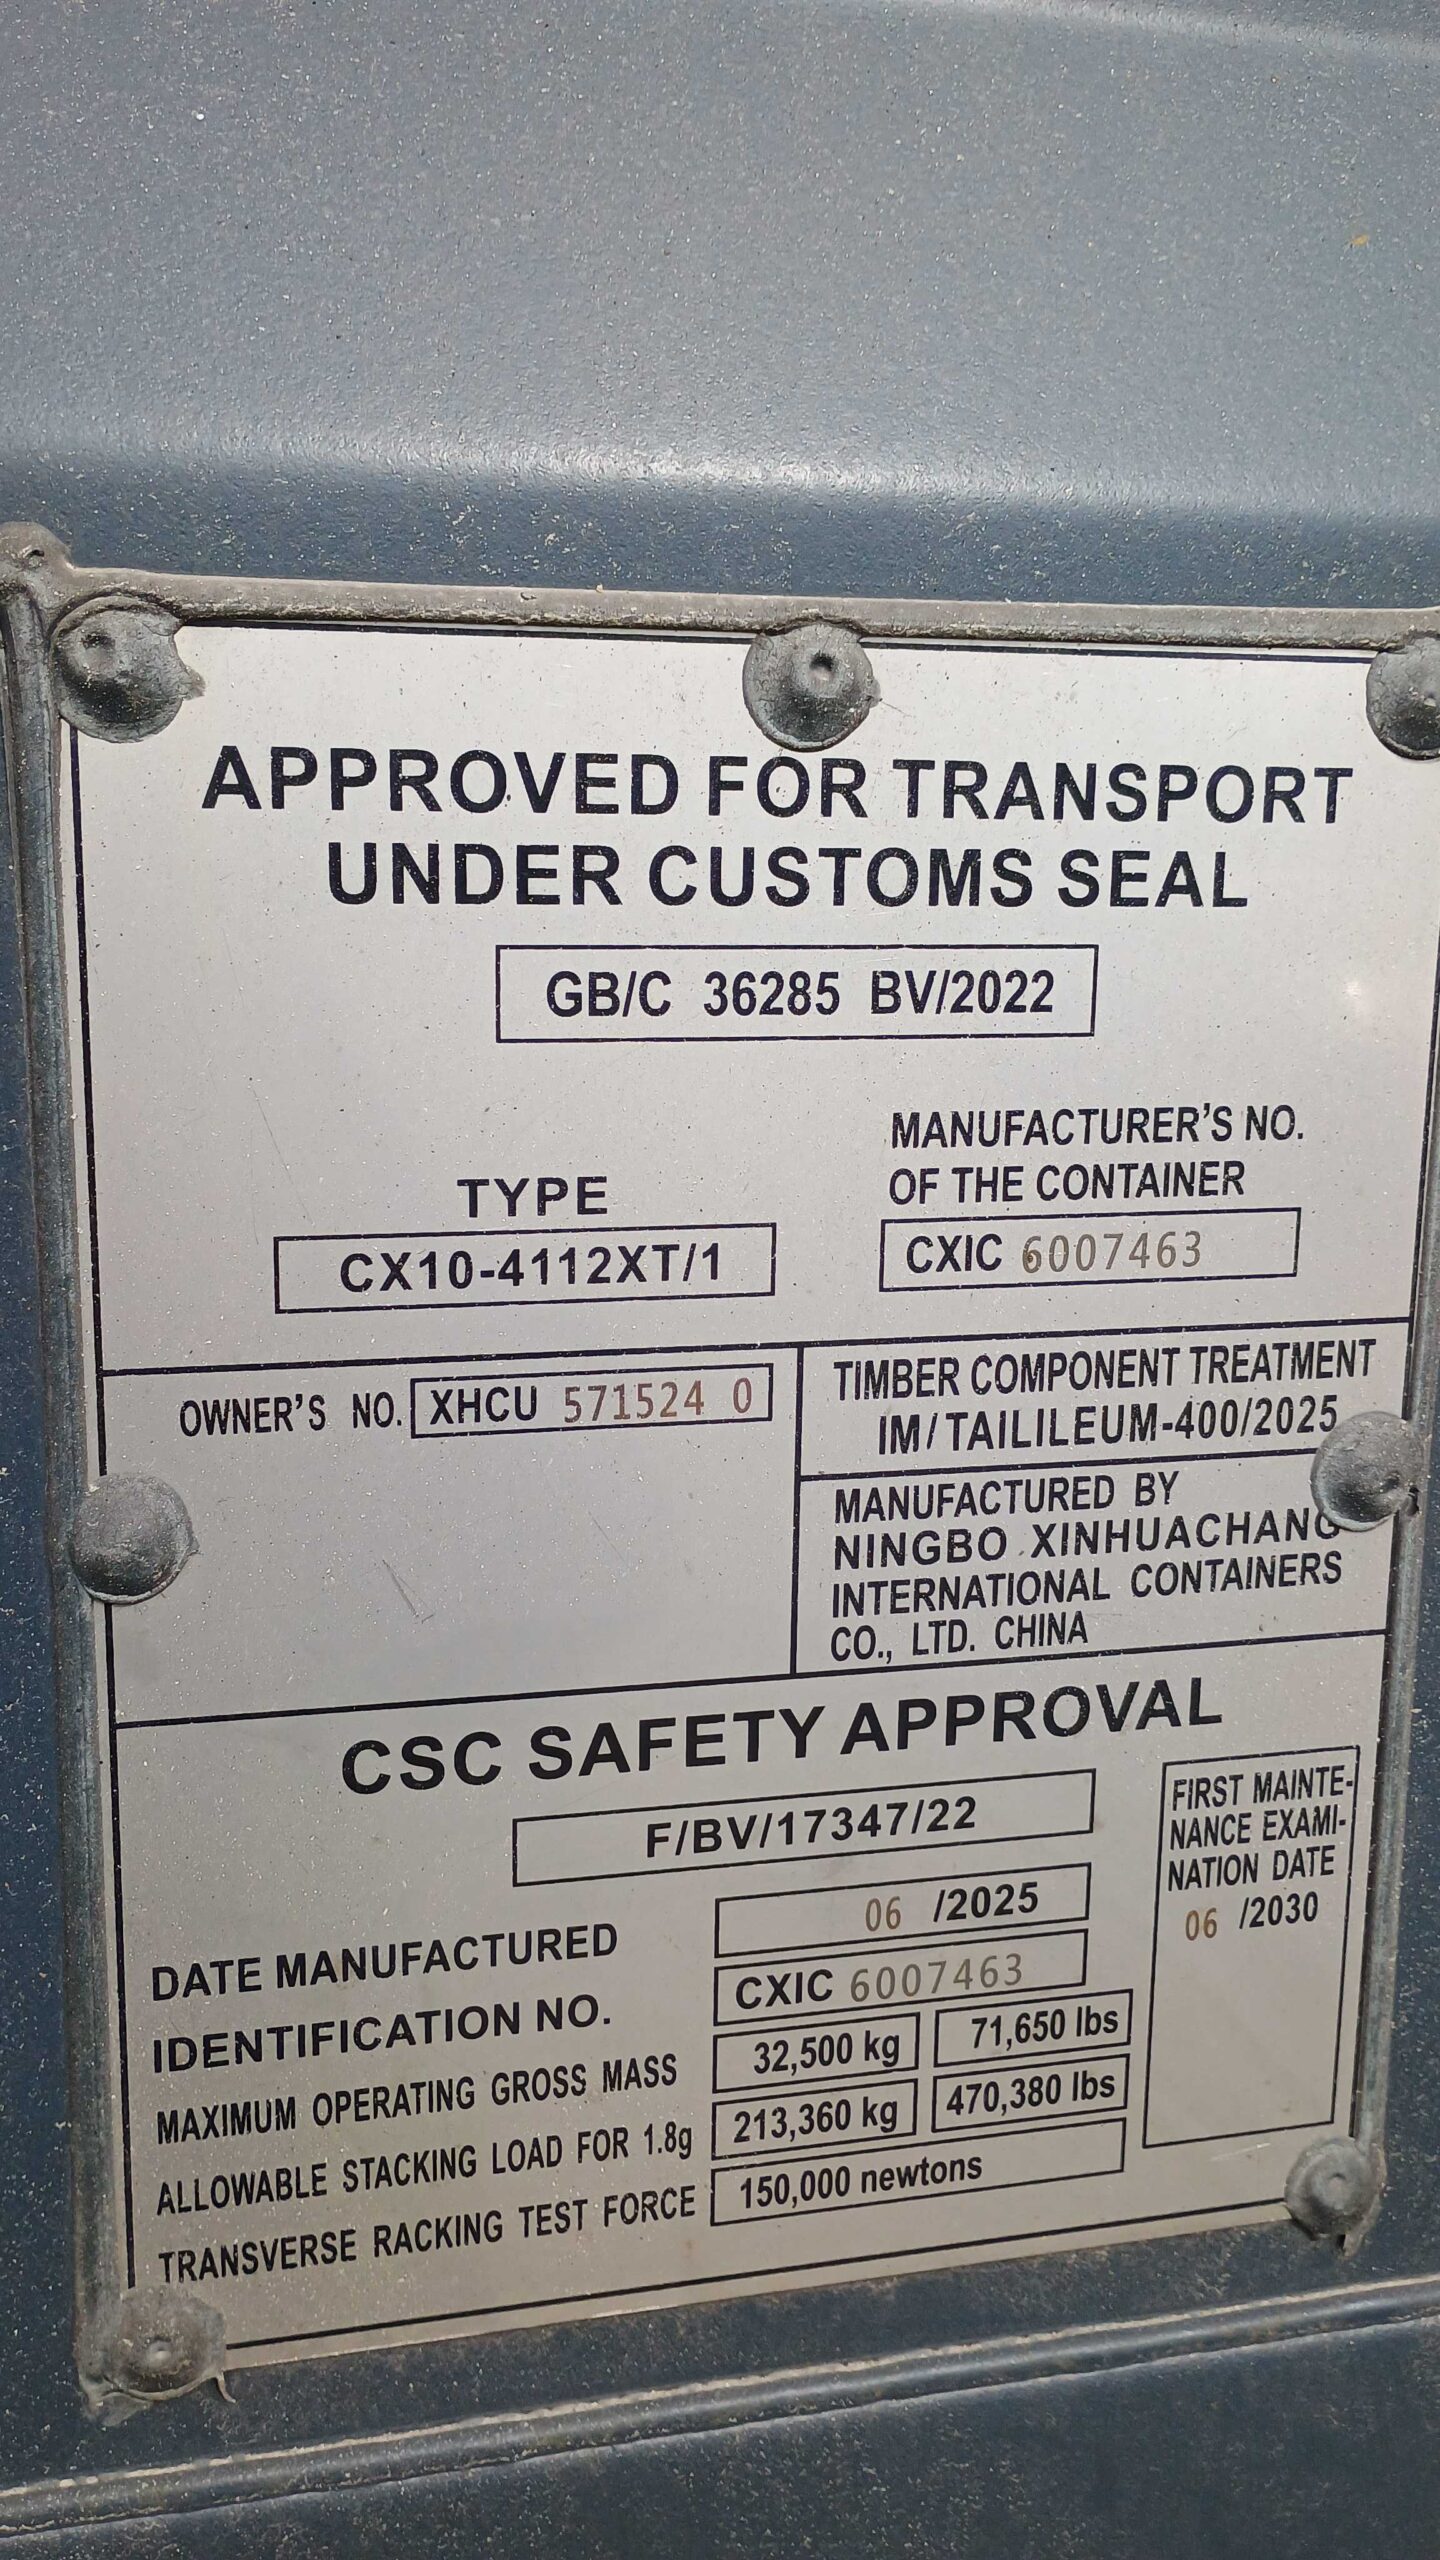 APPROVED FOR TRANSPORT
UNDER CUSTOMS SEAL
GB/C 36285 BV/2022
TYPE
CX10-4112XT/1
MANUFACTURER'S NO.
OF THE CONTAINER
CXIC 6007463
OWNER'S NO. XHCU 571524 0
TIMBER COMPONENT TREATMENT
IM/TAILILEUM-400/2025
MANUFACTURED BY
NINGBO XINHUACHANG
INTERNATIONAL CONTAINERS
CO., LTD. CHINA
CSC SAFETY APPROVAL
F/BV/17347/22
DATE MANUFACTURED 06 /2025
IDENTIFICATION NO. CXIC 6007463
MAXIMUM OPERATING GROSS MASS 32,500 kg 71,650 lbs
ALLOWABLE STACKING LOAD FOR 1.8g 213,360 kg 470,380 lbs
TRANSVERSE RACKING TEST FORCE 150,000 newtons
FIRST MAINTE-
NANCE EXAMI-
NATION DATE
06 /2030